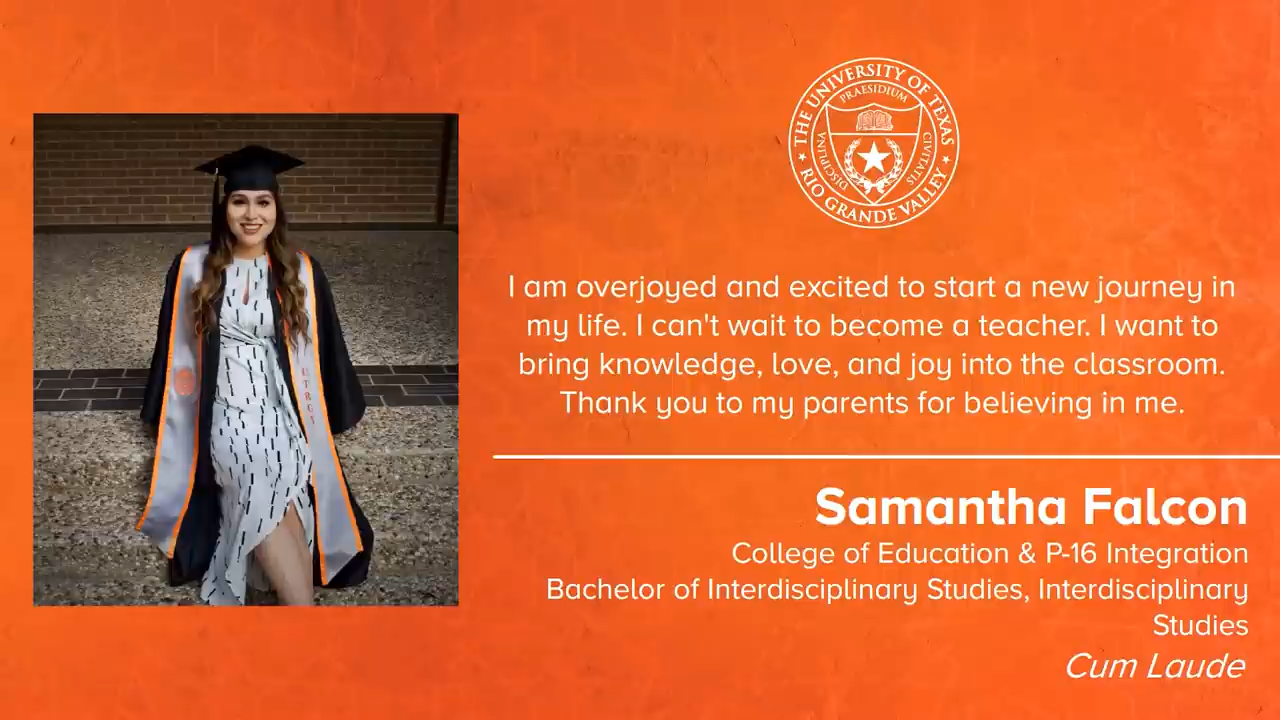 THE UNIVERSITY OF TEXAS
PRAESIDIUM
DISCIPLINA
CIVITATIS
RIO GRANDE VALLEY
I am overjoyed and excited to start a new journey in
my life. I can't wait to become a teacher. I want to
bring knowledge, love, and joy into the classroom.
Thank you to my parents for believing in me.
UTRGV
Samantha Falcon
College of Education & P-16 Integration
Bachelor of Interdisciplinary Studies, Interdisciplinary
Studies
Cum Laude